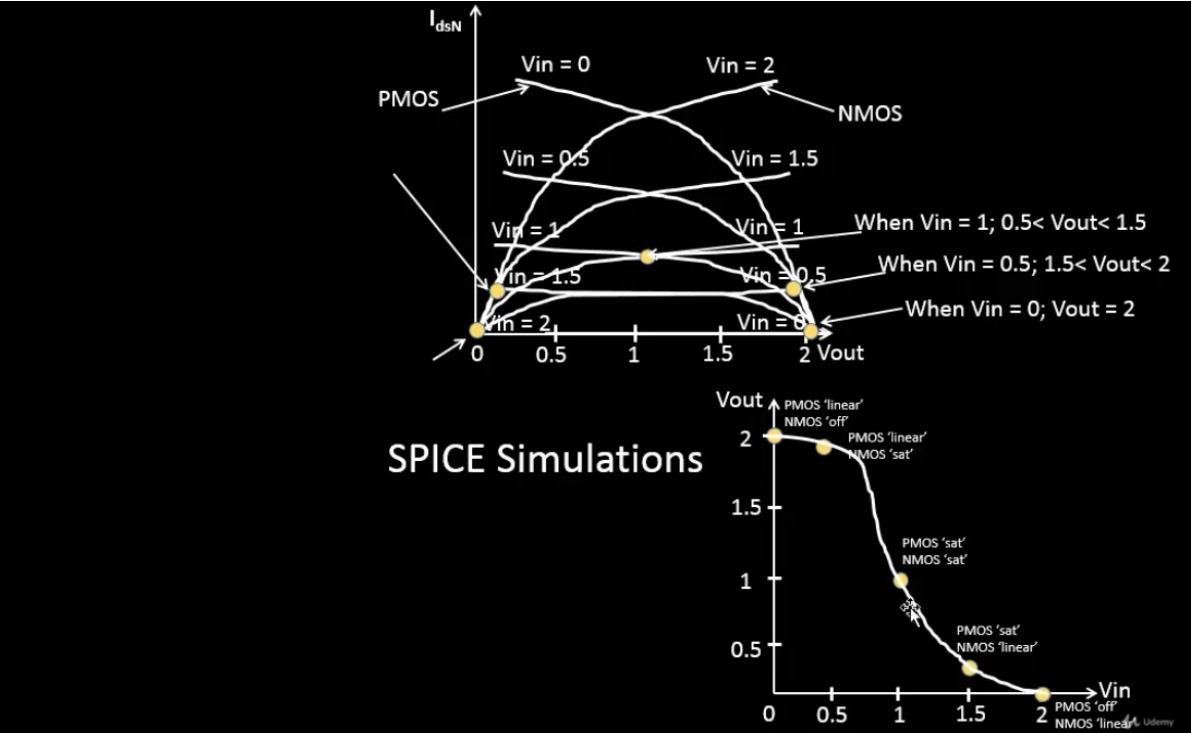 IdsN
Vin = 0
Vin = 2
PMOS
NMOS
Vin = 0.5
Vin = 1.5
Vin = 1
Vin = 1
When Vin = 1; 0.5< Vout< 1.5
Vin = 1.5
Vin = 0.5
When Vin = 0.5; 1.5< Vout< 2
Vin = 2
Vin = 0
When Vin = 0; Vout = 2
0 0.5 1 1.5 2 Vout
SPICE Simulations
Vout
PMOS ‘linear’
NMOS ‘off’
2
PMOS ‘linear’
NMOS ‘sat’
1.5
PMOS ‘sat’
NMOS ‘sat’
1
PMOS ‘sat’
NMOS ‘linear’
0.5
Vin
0 0.5 1 1.5 2
PMOS ‘off’
NMOS ‘linear’
Udemy